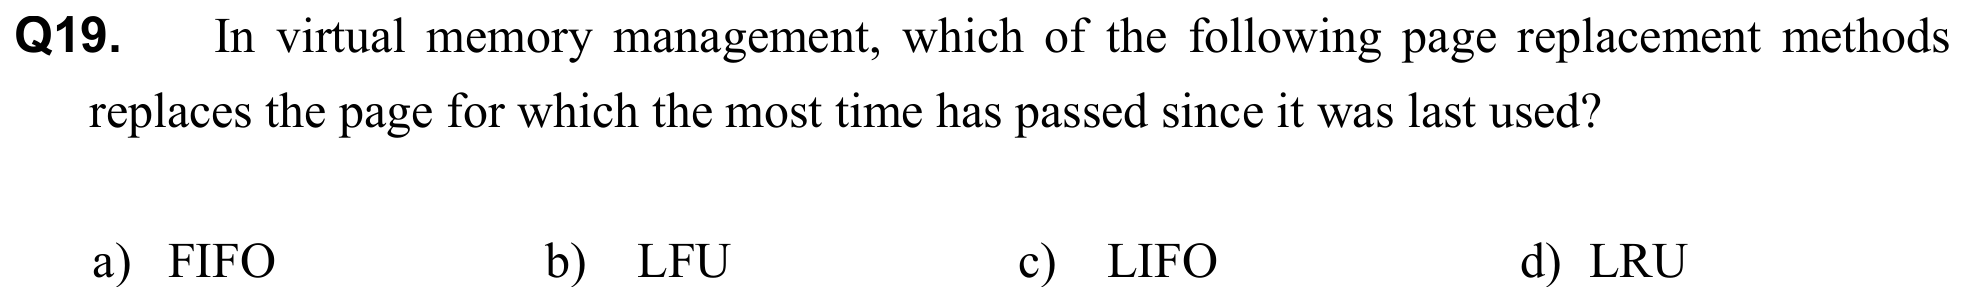 Q19. In virtual memory management, which of the following page replacement methods
replaces the page for which the most time has passed since it was last used?
a) FIFO b) LFU c) LIFO d) LRU